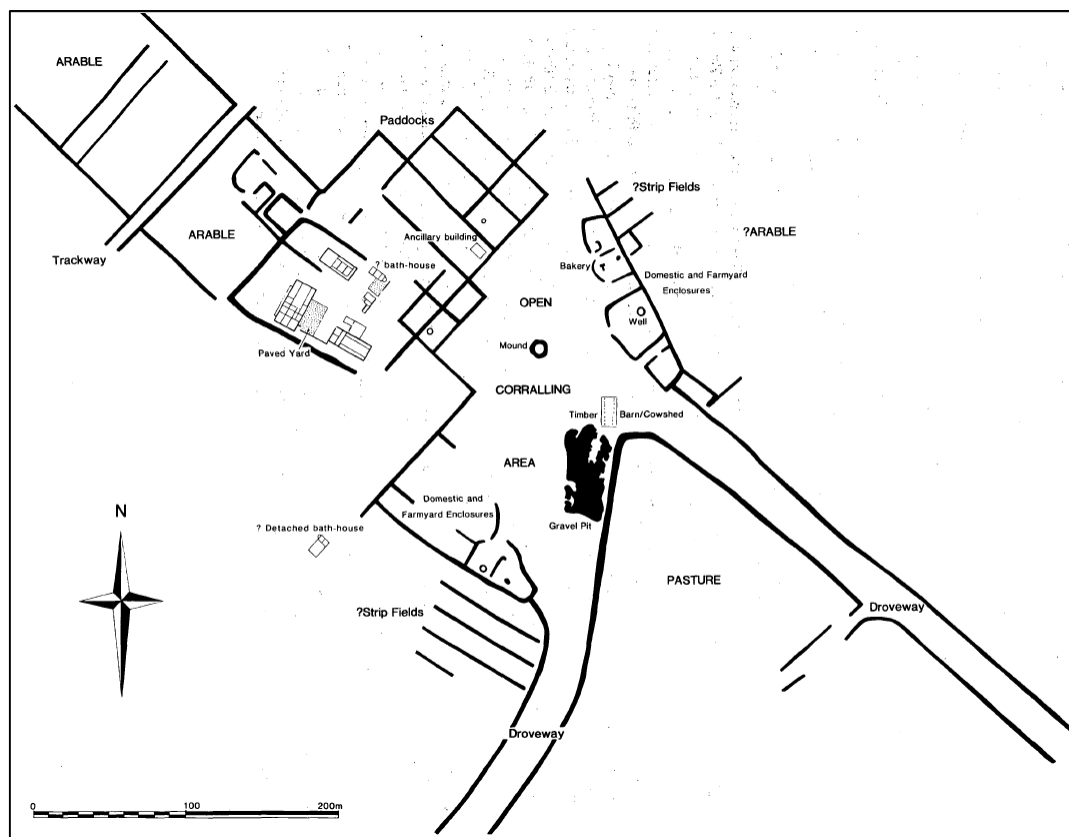 ARABLE
Paddocks
?Strip Fields
ARABLE
?ARABLE
Ancillary building
Trackway
? bath-house
Bakery
Domestic and Farmyard
Enclosures
OPEN
Well
Mound
Paved Yard
CORRALLING
Timber Barn/Cowshed
AREA
Domestic and
Farmyard Enclosures
N
? Detached bath-house
Gravel Pit
PASTURE
Droveway
?Strip Fields
Droveway
0 100 200m